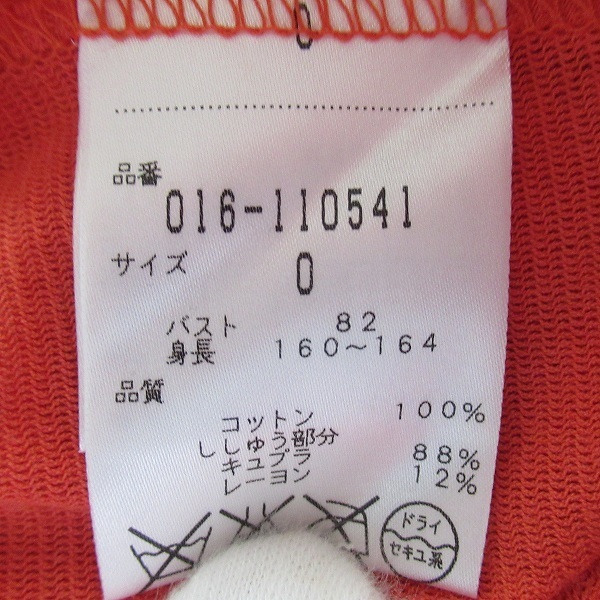 0
品番
016-110541
サイズ
0
バスト 82
身長 160〜164
品質
コットン 100%
ししゅう部分
キュプラ 88%
レーヨン 12%
ドライ
セキユ系